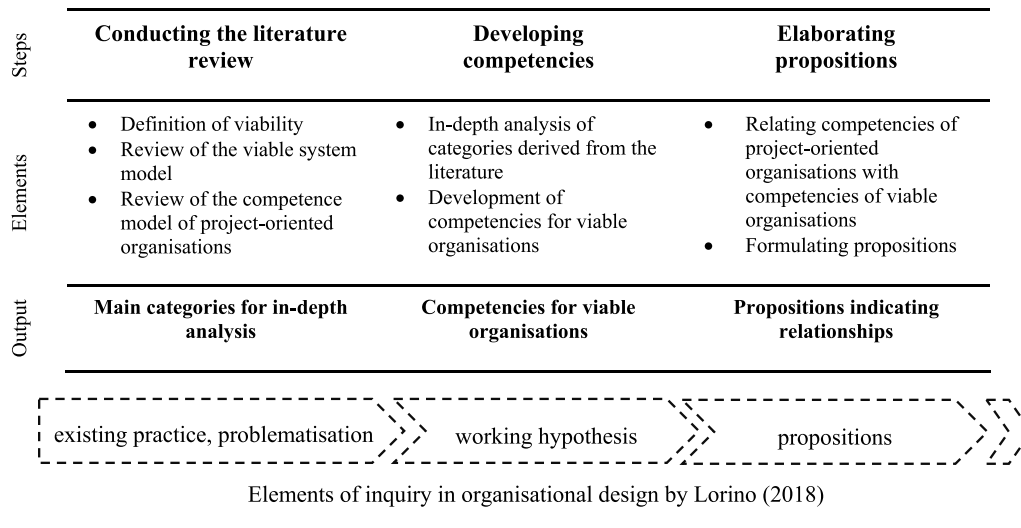 Steps
Conducting the literature
review
Developing
competencies
Elaborating
propositions
Elements
• Definition of viability
• Review of the viable system
model
• Review of the competence
model of project-oriented
organisations
• In-depth analysis of
categories derived from the
literature
• Development of
competencies for viable
organisations
• Relating competencies of
project-oriented
organisations with
competencies of viable
organisations
• Formulating propositions
Output
Main categories for in-depth
analysis
Competencies for viable
organisations
Propositions indicating
relationships
existing practice, problematisation
working hypothesis
propositions
Elements of inquiry in organisational design by Lorino (2018)